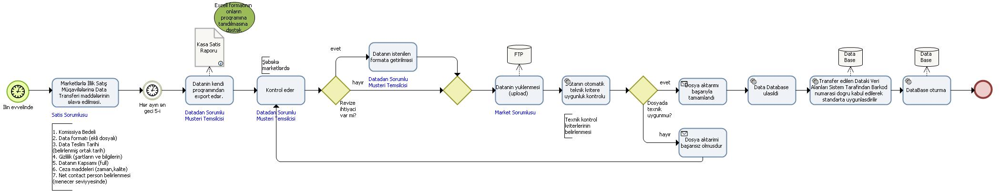 Excell formatının
onların
proqramına
tanıdılmasına
dəstək
Kasa Satis
Raporu
İlin evvelinde
Marketlərlə İllik Satış
Müqavilələrinə Data
Transferi maddələrinin
əlavə edilməsi.
Satis Sorumlusu
1. Komissiya Bedeli
2. Data formatı (ekli dosyalı)
3. Data Teslim Tarihi
(belirlenmiş ortak tarih)
4. Gizlilik (şartların ve bilgilerin)
5. Datanın Kapsamı (full)
6. Ceza maddeleri (zaman,kalite)
7. Net contact person belirlenmesi
(menecer seviyyesinde)
Hər ayın ən
geci 5-i
Datanin kendi
proqramından
export edər.
Datadan Sorumlu
Musteri Temsilcisi
Şəbəkə
marketlərdə
Kontrol eder
Datadan Sorumlu
Musteri Temsilcisi
evet
hayır
Revize
ihtiyaci
var mi?
Datanın istenilen
formata getirilməsi
Datadan Sorumlu
Musteri Temsilcisi
FTP
Datanin yuklenmesi
(upload)
Market Sorumlusu
Datanın otomatik
teknik kritere
uygunluk kontrolu
Texnik kontrol
kriterlerinin
belirlenmesi
evet
Dosyada
texnik
uygunmuı?
hayır
Dosya aktarımı
başarıyla
tamamlandı
Dosya aktarimi
başarısız olmusdur
Data Database
ulasıldi
Data
Base
Transfer edilen Dataki Veri
Alanları Sistem Tarafindan Barkod
numarasi dogru kabul edilerek
standarta uygunlasdirilir
Data
Base
DataBase oturma